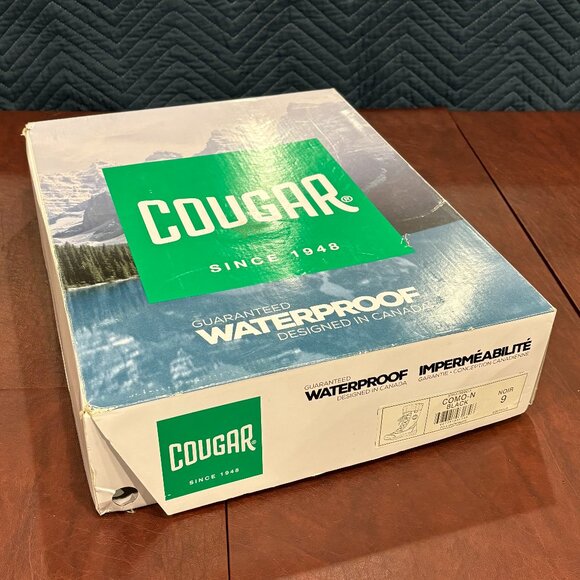 COUGAR®
SINCE 1948
GUARANTEED
WATERPROOF
DESIGNED IN CANADA
GUARANTEED
WATERPROOF
DESIGNED IN CANADA
IMPERMÉABILITÉ
GARANTIE • CONCEPTION CANADIENNE
COMO-N
BLACK
NOIR
9
COUGAR®
SINCE 1948